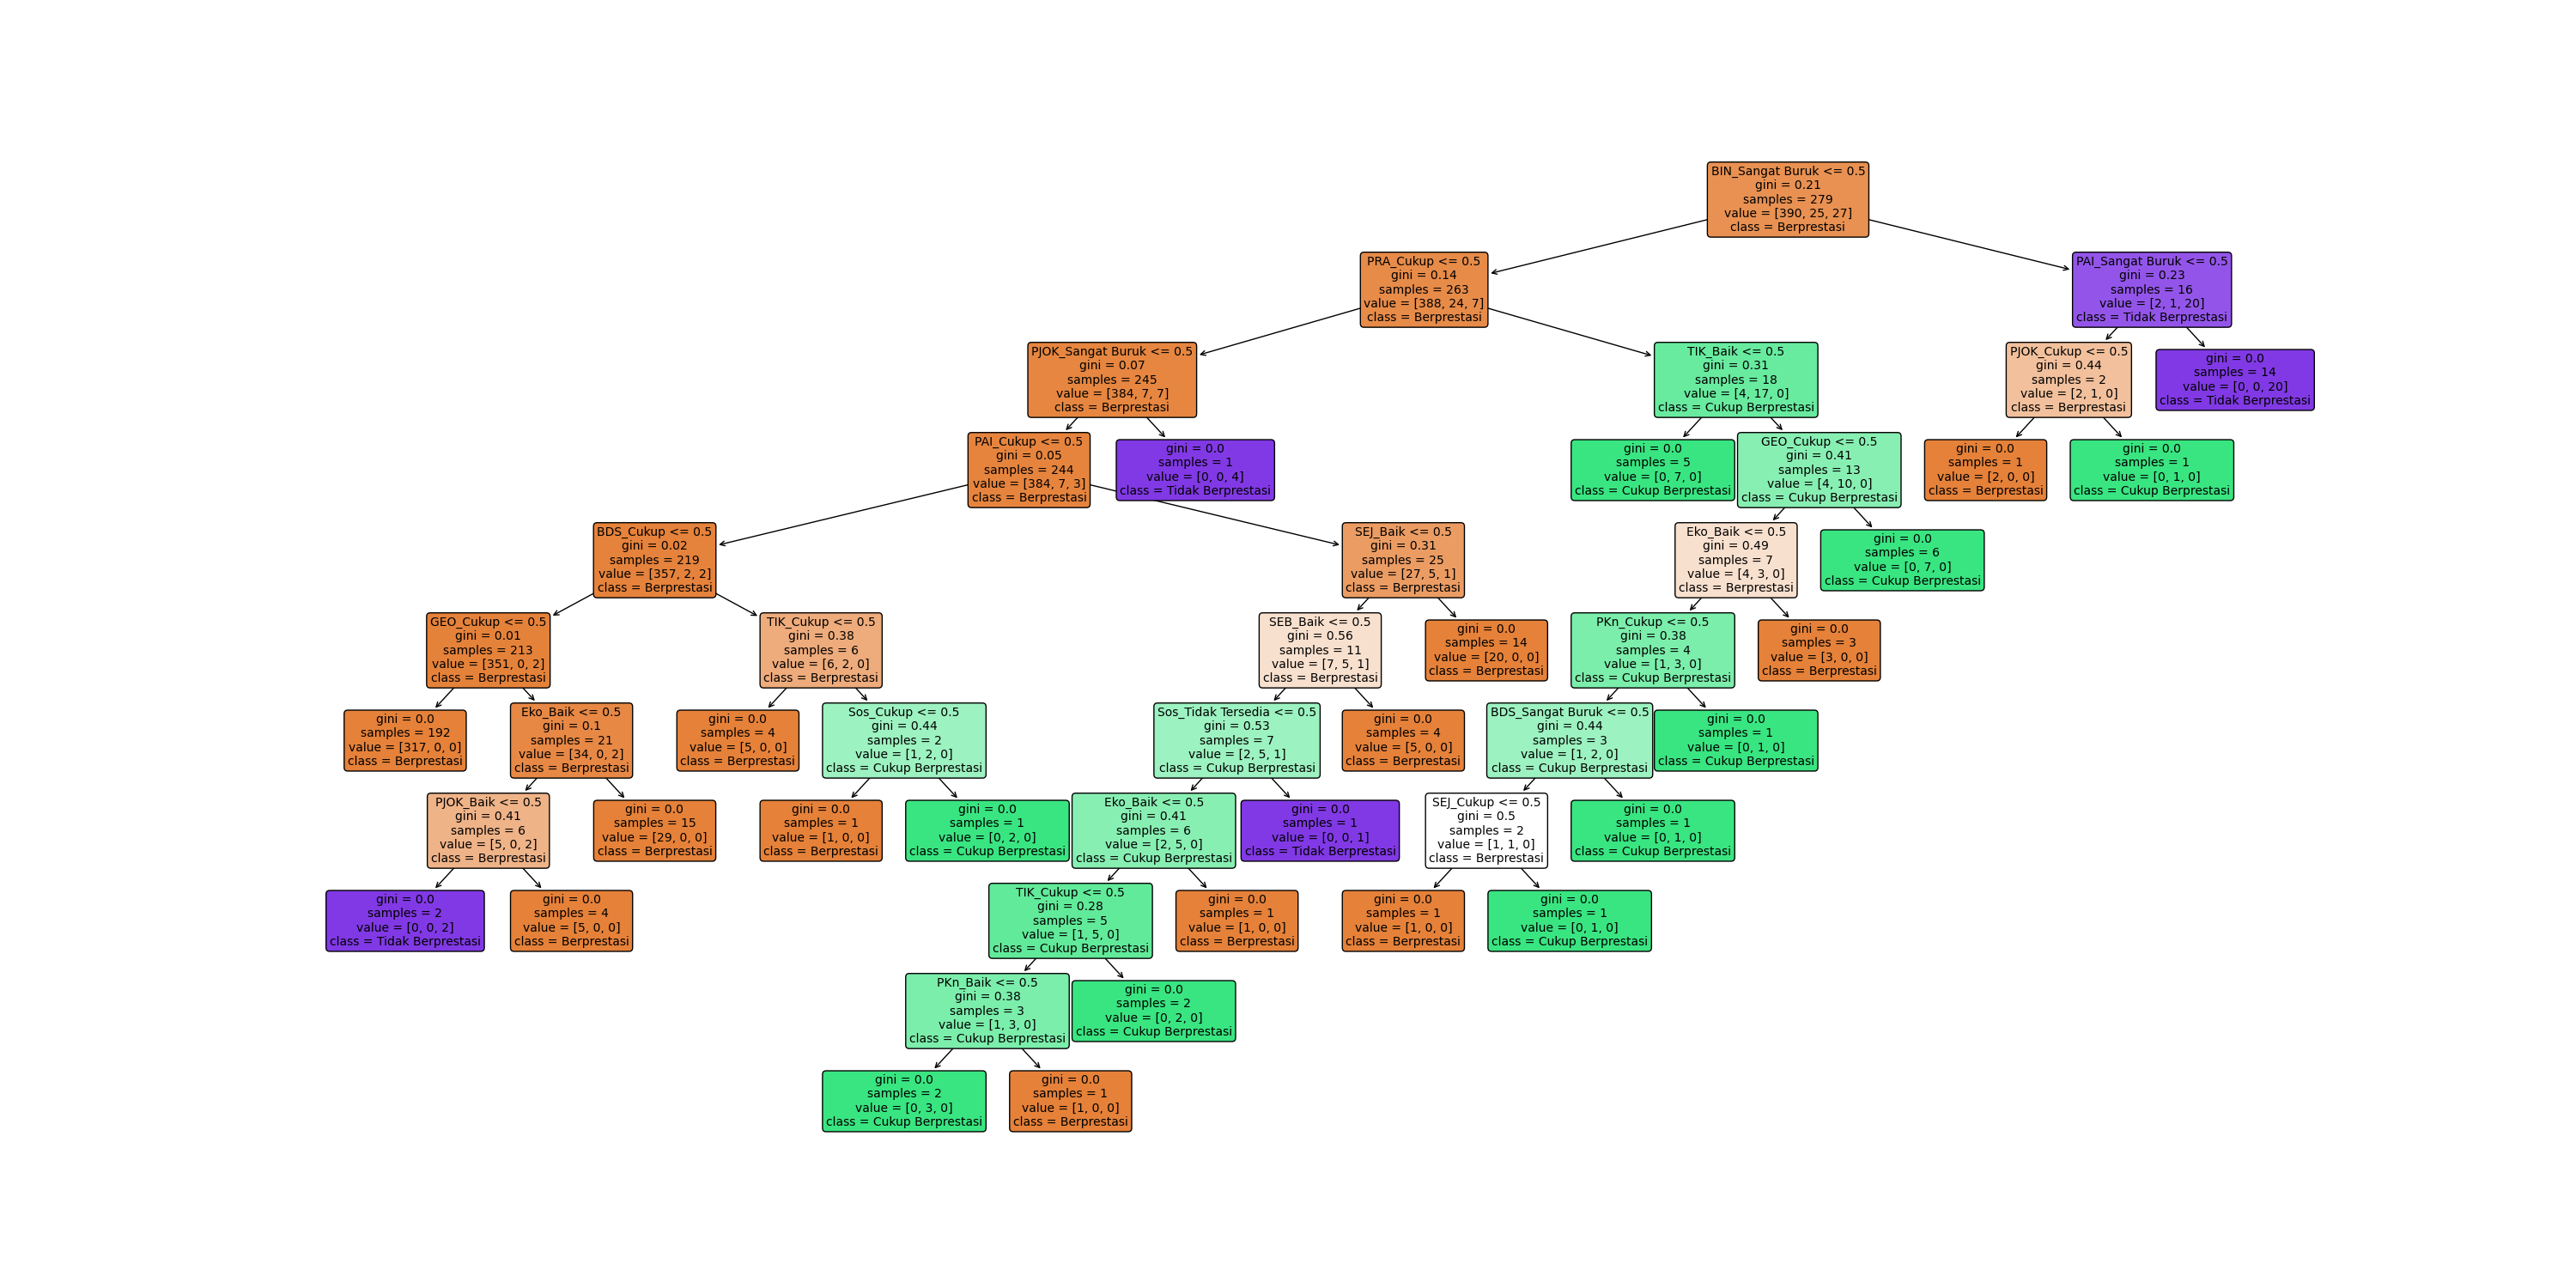 BIN_Sangat Buruk <= 0.5
gini = 0.21
samples = 279
value = [390, 25, 27]
class = Berprestasi
PRA_Cukup <= 0.5
gini = 0.14
samples = 263
value = [388, 24, 7]
class = Berprestasi
PAI_Sangat Buruk <= 0.5
gini = 0.23
samples = 16
value = [2, 1, 20]
class = Tidak Berprestasi
PJOK_Sangat Buruk <= 0.5
gini = 0.07
samples = 245
value = [384, 7, 7]
class = Berprestasi
TIK_Baik <= 0.5
gini = 0.31
samples = 18
value = [4, 17, 0]
class = Cukup Berprestasi
PJOK_Cukup <= 0.5
gini = 0.44
samples = 2
value = [2, 1, 0]
class = Berprestasi
gini = 0.0
samples = 14
value = [0, 0, 20]
class = Tidak Berprestasi
PAI_Cukup <= 0.5
gini = 0.05
samples = 244
value = [384, 7, 3]
class = Berprestasi
gini = 0.0
samples = 1
value = [0, 0, 4]
class = Tidak Berprestasi
gini = 0.0
samples = 5
value = [0, 7, 0]
class = Cukup Berprestasi
GEO_Cukup <= 0.5
gini = 0.41
samples = 13
value = [4, 10, 0]
class = Cukup Berprestasi
gini = 0.0
samples = 1
value = [2, 0, 0]
class = Berprestasi
gini = 0.0
samples = 1
value = [0, 1, 0]
class = Cukup Berprestasi
BDS_Cukup <= 0.5
gini = 0.02
samples = 219
value = [357, 2, 2]
class = Berprestasi
SEJ_Baik <= 0.5
gini = 0.31
samples = 25
value = [27, 5, 1]
class = Berprestasi
Eko_Baik <= 0.5
gini = 0.49
samples = 7
value = [4, 3, 0]
class = Berprestasi
gini = 0.0
samples = 6
value = [0, 7, 0]
class = Cukup Berprestasi
GEO_Cukup <= 0.5
gini = 0.01
samples = 213
value = [351, 0, 2]
class = Berprestasi
TIK_Cukup <= 0.5
gini = 0.38
samples = 6
value = [6, 2, 0]
class = Berprestasi
SEB_Baik <= 0.5
gini = 0.56
samples = 11
value = [7, 5, 1]
class = Berprestasi
gini = 0.0
samples = 14
value = [20, 0, 0]
class = Berprestasi
PKn_Cukup <= 0.5
gini = 0.38
samples = 4
value = [1, 3, 0]
class = Cukup Berprestasi
gini = 0.0
samples = 3
value = [3, 0, 0]
class = Berprestasi
gini = 0.0
samples = 192
value = [317, 0, 0]
class = Berprestasi
Eko_Baik <= 0.5
gini = 0.1
samples = 21
value = [34, 0, 2]
class = Berprestasi
gini = 0.0
samples = 4
value = [5, 0, 0]
class = Berprestasi
Sos_Cukup <= 0.5
gini = 0.44
samples = 2
value = [1, 2, 0]
class = Cukup Berprestasi
Sos_Tidak Tersedia <= 0.5
gini = 0.53
samples = 7
value = [2, 5, 1]
class = Cukup Berprestasi
gini = 0.0
samples = 4
value = [5, 0, 0]
class = Berprestasi
BDS_Sangat Buruk <= 0.5
gini = 0.44
samples = 3
value = [1, 2, 0]
class = Cukup Berprestasi
gini = 0.0
samples = 1
value = [0, 1, 0]
class = Cukup Berprestasi
PJOK_Baik <= 0.5
gini = 0.41
samples = 6
value = [5, 0, 2]
class = Berprestasi
gini = 0.0
samples = 15
value = [29, 0, 0]
class = Berprestasi
gini = 0.0
samples = 1
value = [1, 0, 0]
class = Berprestasi
gini = 0.0
samples = 1
value = [0, 2, 0]
class = Cukup Berprestasi
Eko_Baik <= 0.5
gini = 0.41
samples = 6
value = [2, 5, 0]
class = Cukup Berprestasi
gini = 0.0
samples = 1
value = [0, 0, 1]
class = Tidak Berprestasi
SEJ_Cukup <= 0.5
gini = 0.5
samples = 2
value = [1, 1, 0]
class = Berprestasi
gini = 0.0
samples = 1
value = [0, 1, 0]
class = Cukup Berprestasi
gini = 0.0
samples = 2
value = [0, 0, 2]
class = Tidak Berprestasi
gini = 0.0
samples = 4
value = [5, 0, 0]
class = Berprestasi
TIK_Cukup <= 0.5
gini = 0.28
samples = 5
value = [1, 5, 0]
class = Cukup Berprestasi
gini = 0.0
samples = 1
value = [1, 0, 0]
class = Berprestasi
gini = 0.0
samples = 1
value = [1, 0, 0]
class = Berprestasi
gini = 0.0
samples = 1
value = [0, 1, 0]
class = Cukup Berprestasi
PKn_Baik <= 0.5
gini = 0.38
samples = 3
value = [1, 3, 0]
class = Cukup Berprestasi
gini = 0.0
samples = 2
value = [0, 2, 0]
class = Cukup Berprestasi
gini = 0.0
samples = 2
value = [0, 3, 0]
class = Cukup Berprestasi
gini = 0.0
samples = 1
value = [1, 0, 0]
class = Berprestasi